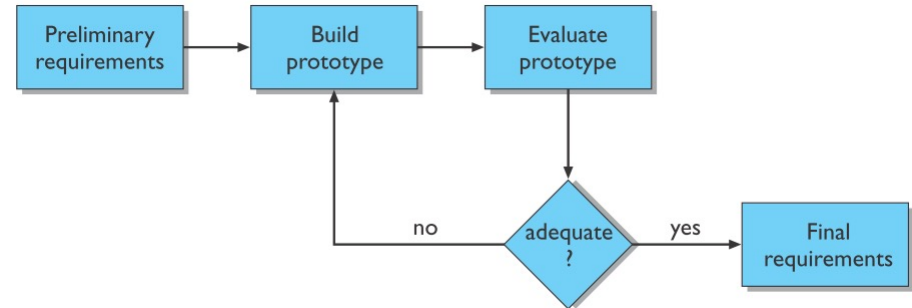 Preliminary
requirements
Build
prototype
Evaluate
prototype
no
adequate
?
yes
Final
requirements